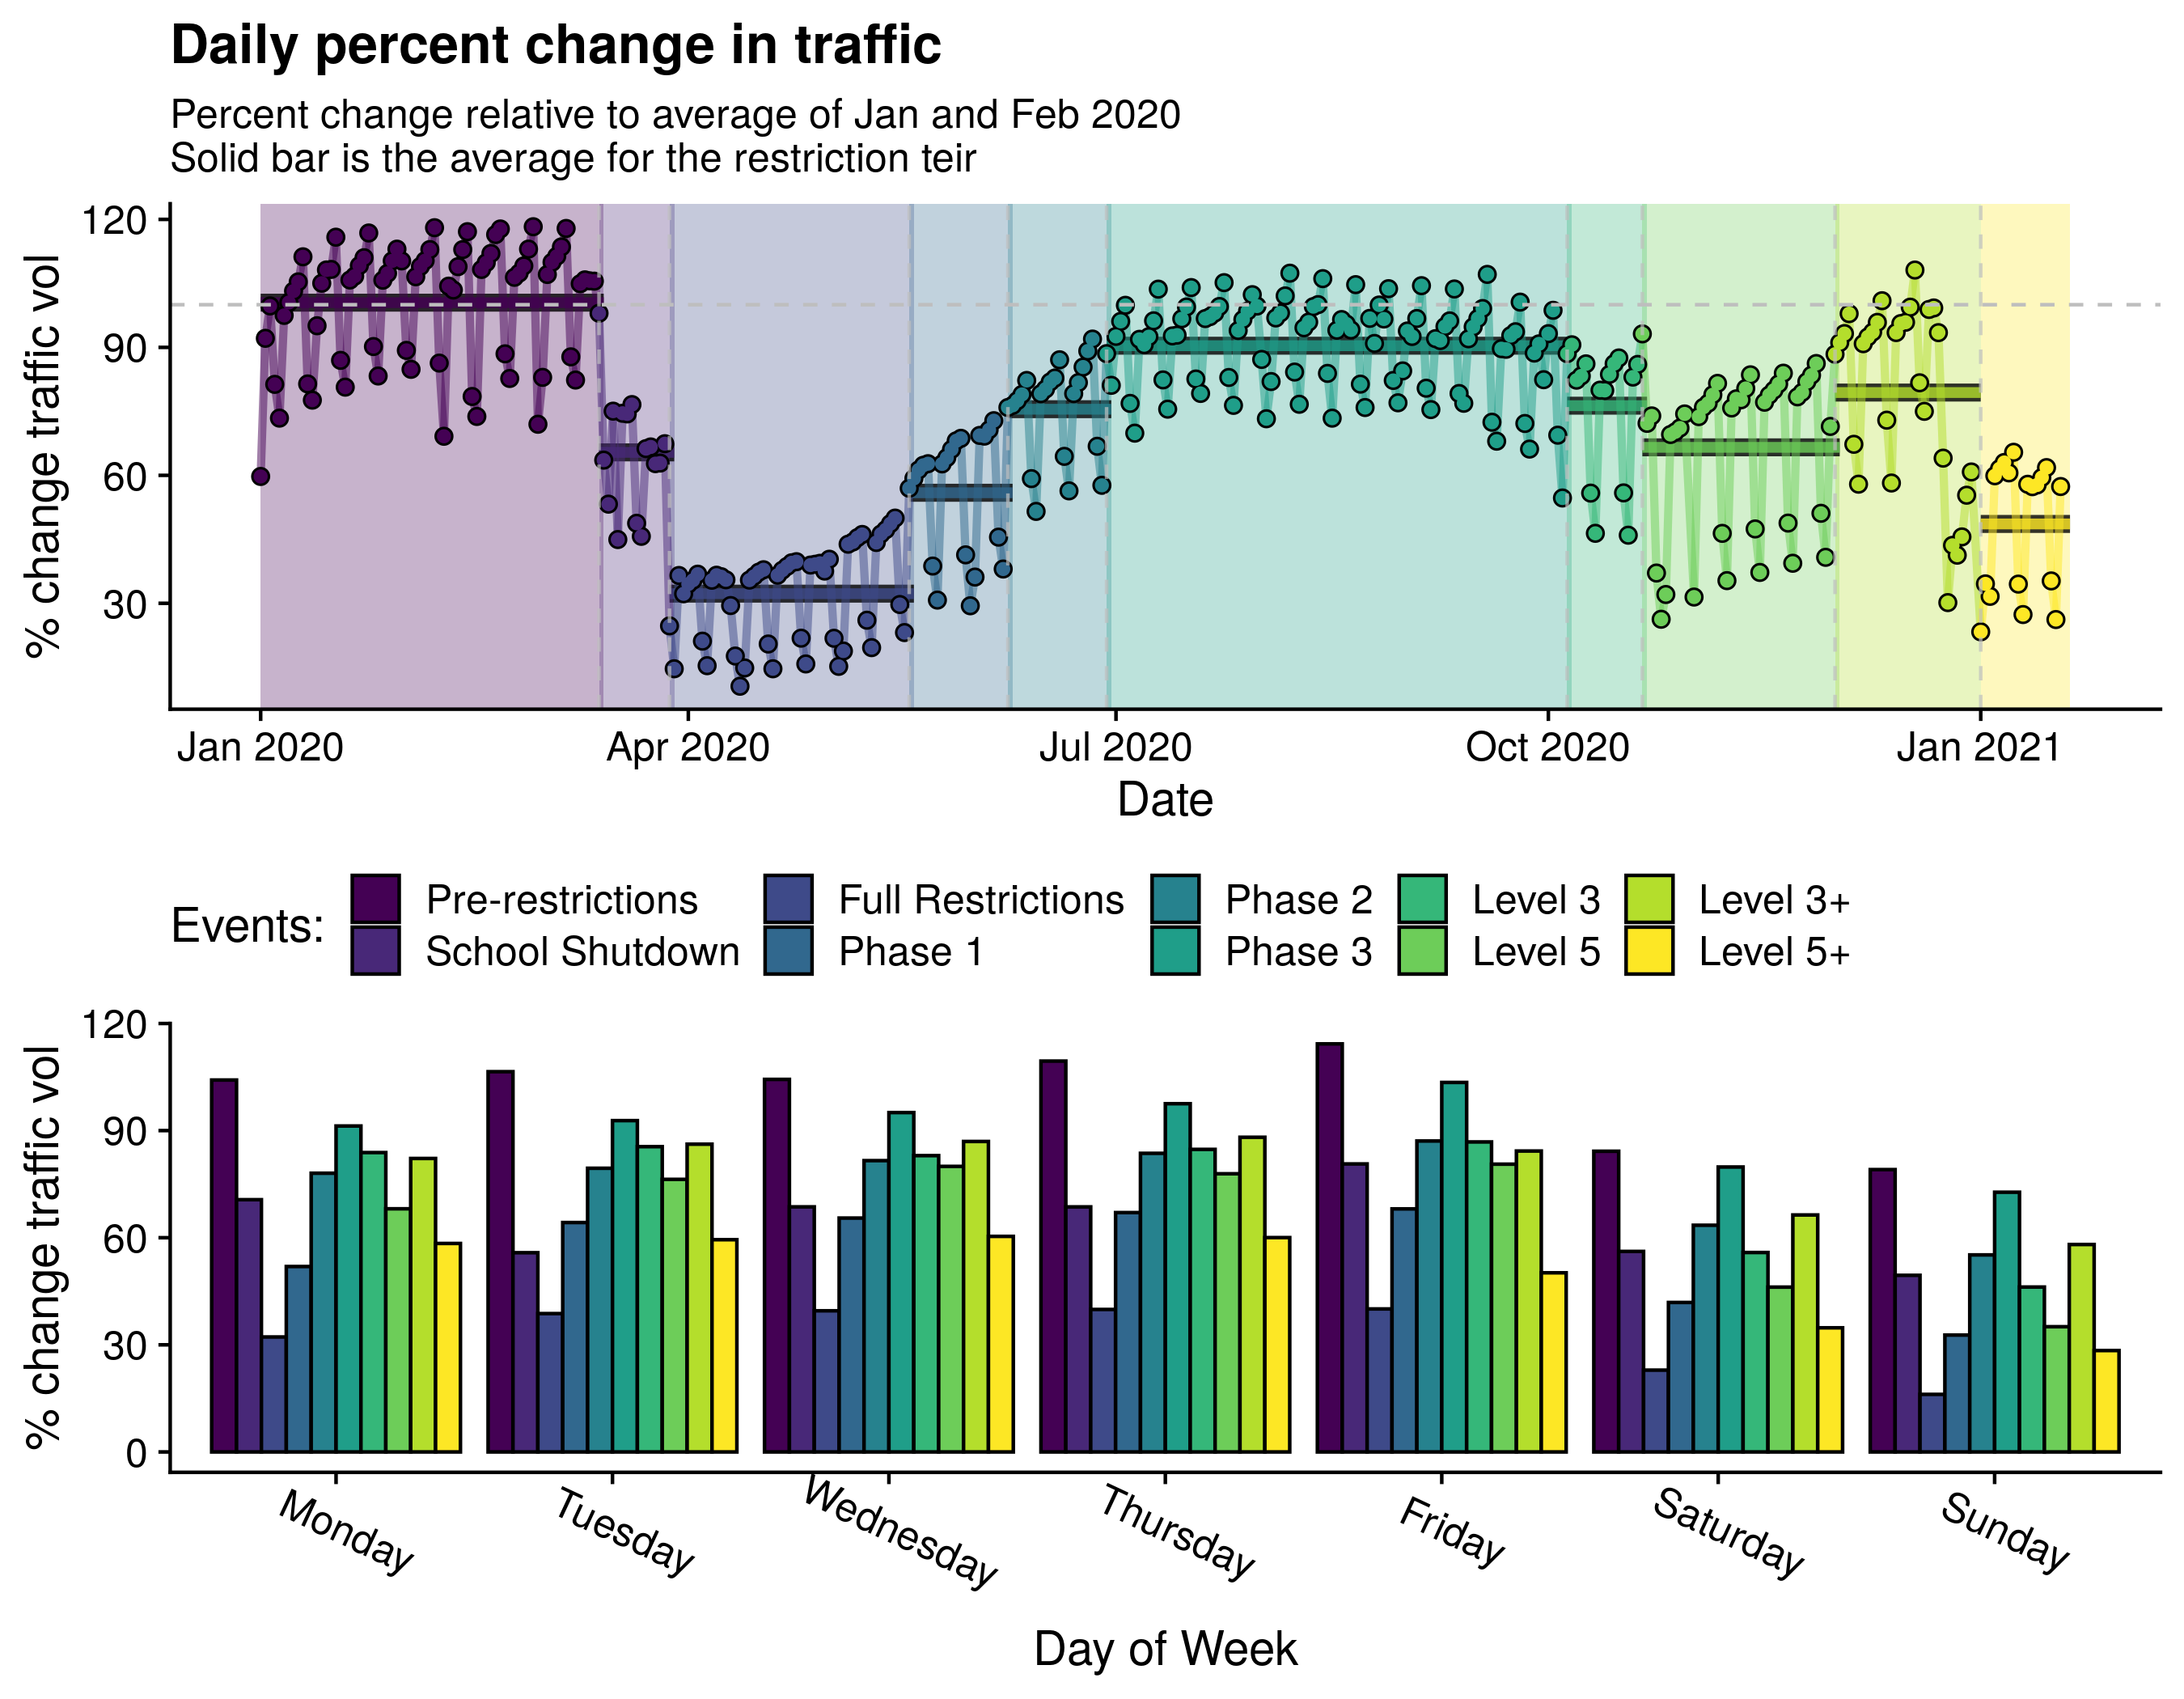 Daily percent change in traffic
Percent change relative to average of Jan and Feb 2020
Solid bar is the average for the restriction teir
% change traffic vol
120
90
60
30
Jan 2020 Apr 2020 Jul 2020 Oct 2020 Jan 2021
Date
Events:
Pre-restrictions Full Restrictions Phase 2 Level 3 Level 3+
School Shutdown Phase 1 Phase 3 Level 5 Level 5+
% change traffic vol
120
90
60
30
0
Monday Tuesday Wednesday Thursday Friday Saturday Sunday
Day of Week